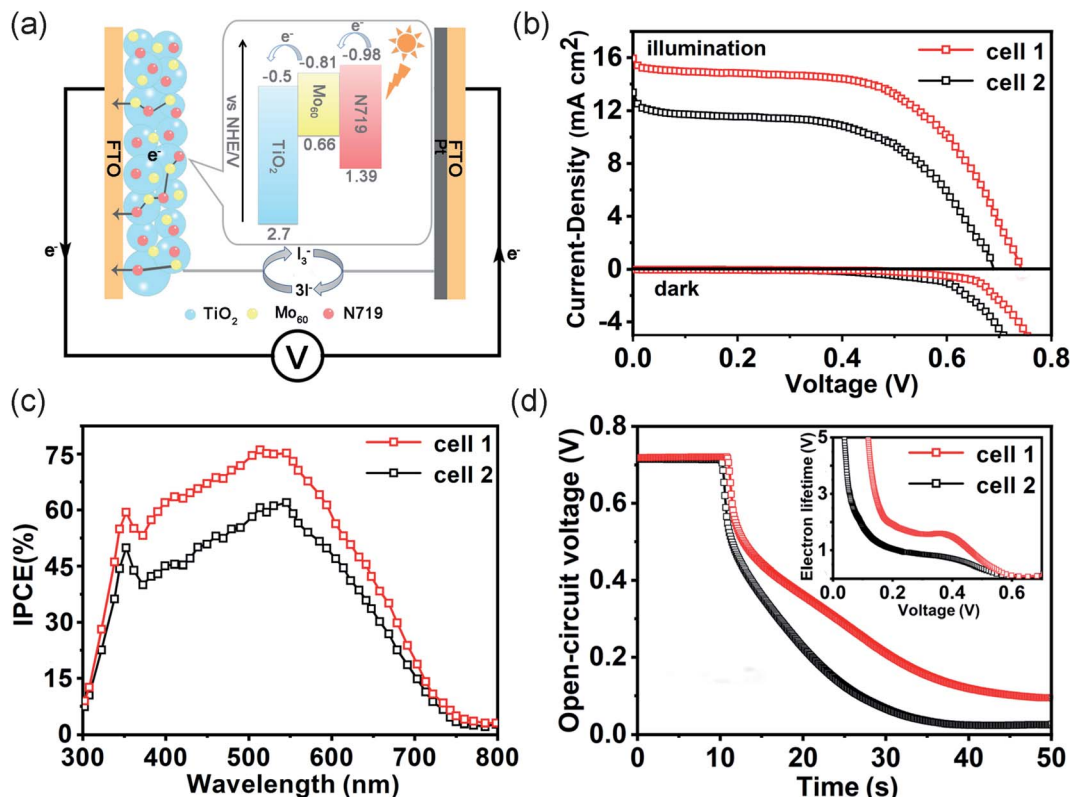 (a)
e-
e-
-0.5
-0.81
-0.98
vs NHE/V
TiO2
Mo60
N719
0.66
1.39
2.7
FTO
e-
Pt
FTO
e-
I3-
3I-
e-
TiO2 Mo60 N719
V
(b)
illumination
cell 1
cell 2
dark
Current-Density (mA cm2)
16
12
8
4
0
-4
0.0 0.2 0.4 0.6 0.8
Voltage (V)
(c)
cell 1
cell 2
IPCE(%)
75
60
45
30
15
0
300 400 500 600 700 800
Wavelength (nm)
(d)
cell 1
cell 2
Open-circuit voltage (V)
0.8
0.6
0.4
0.2
0.0
0 10 20 30 40 50
Time (s)
Electron lifetime (s)
5
3
1
0.0 0.2 0.4 0.6
Voltage (V)